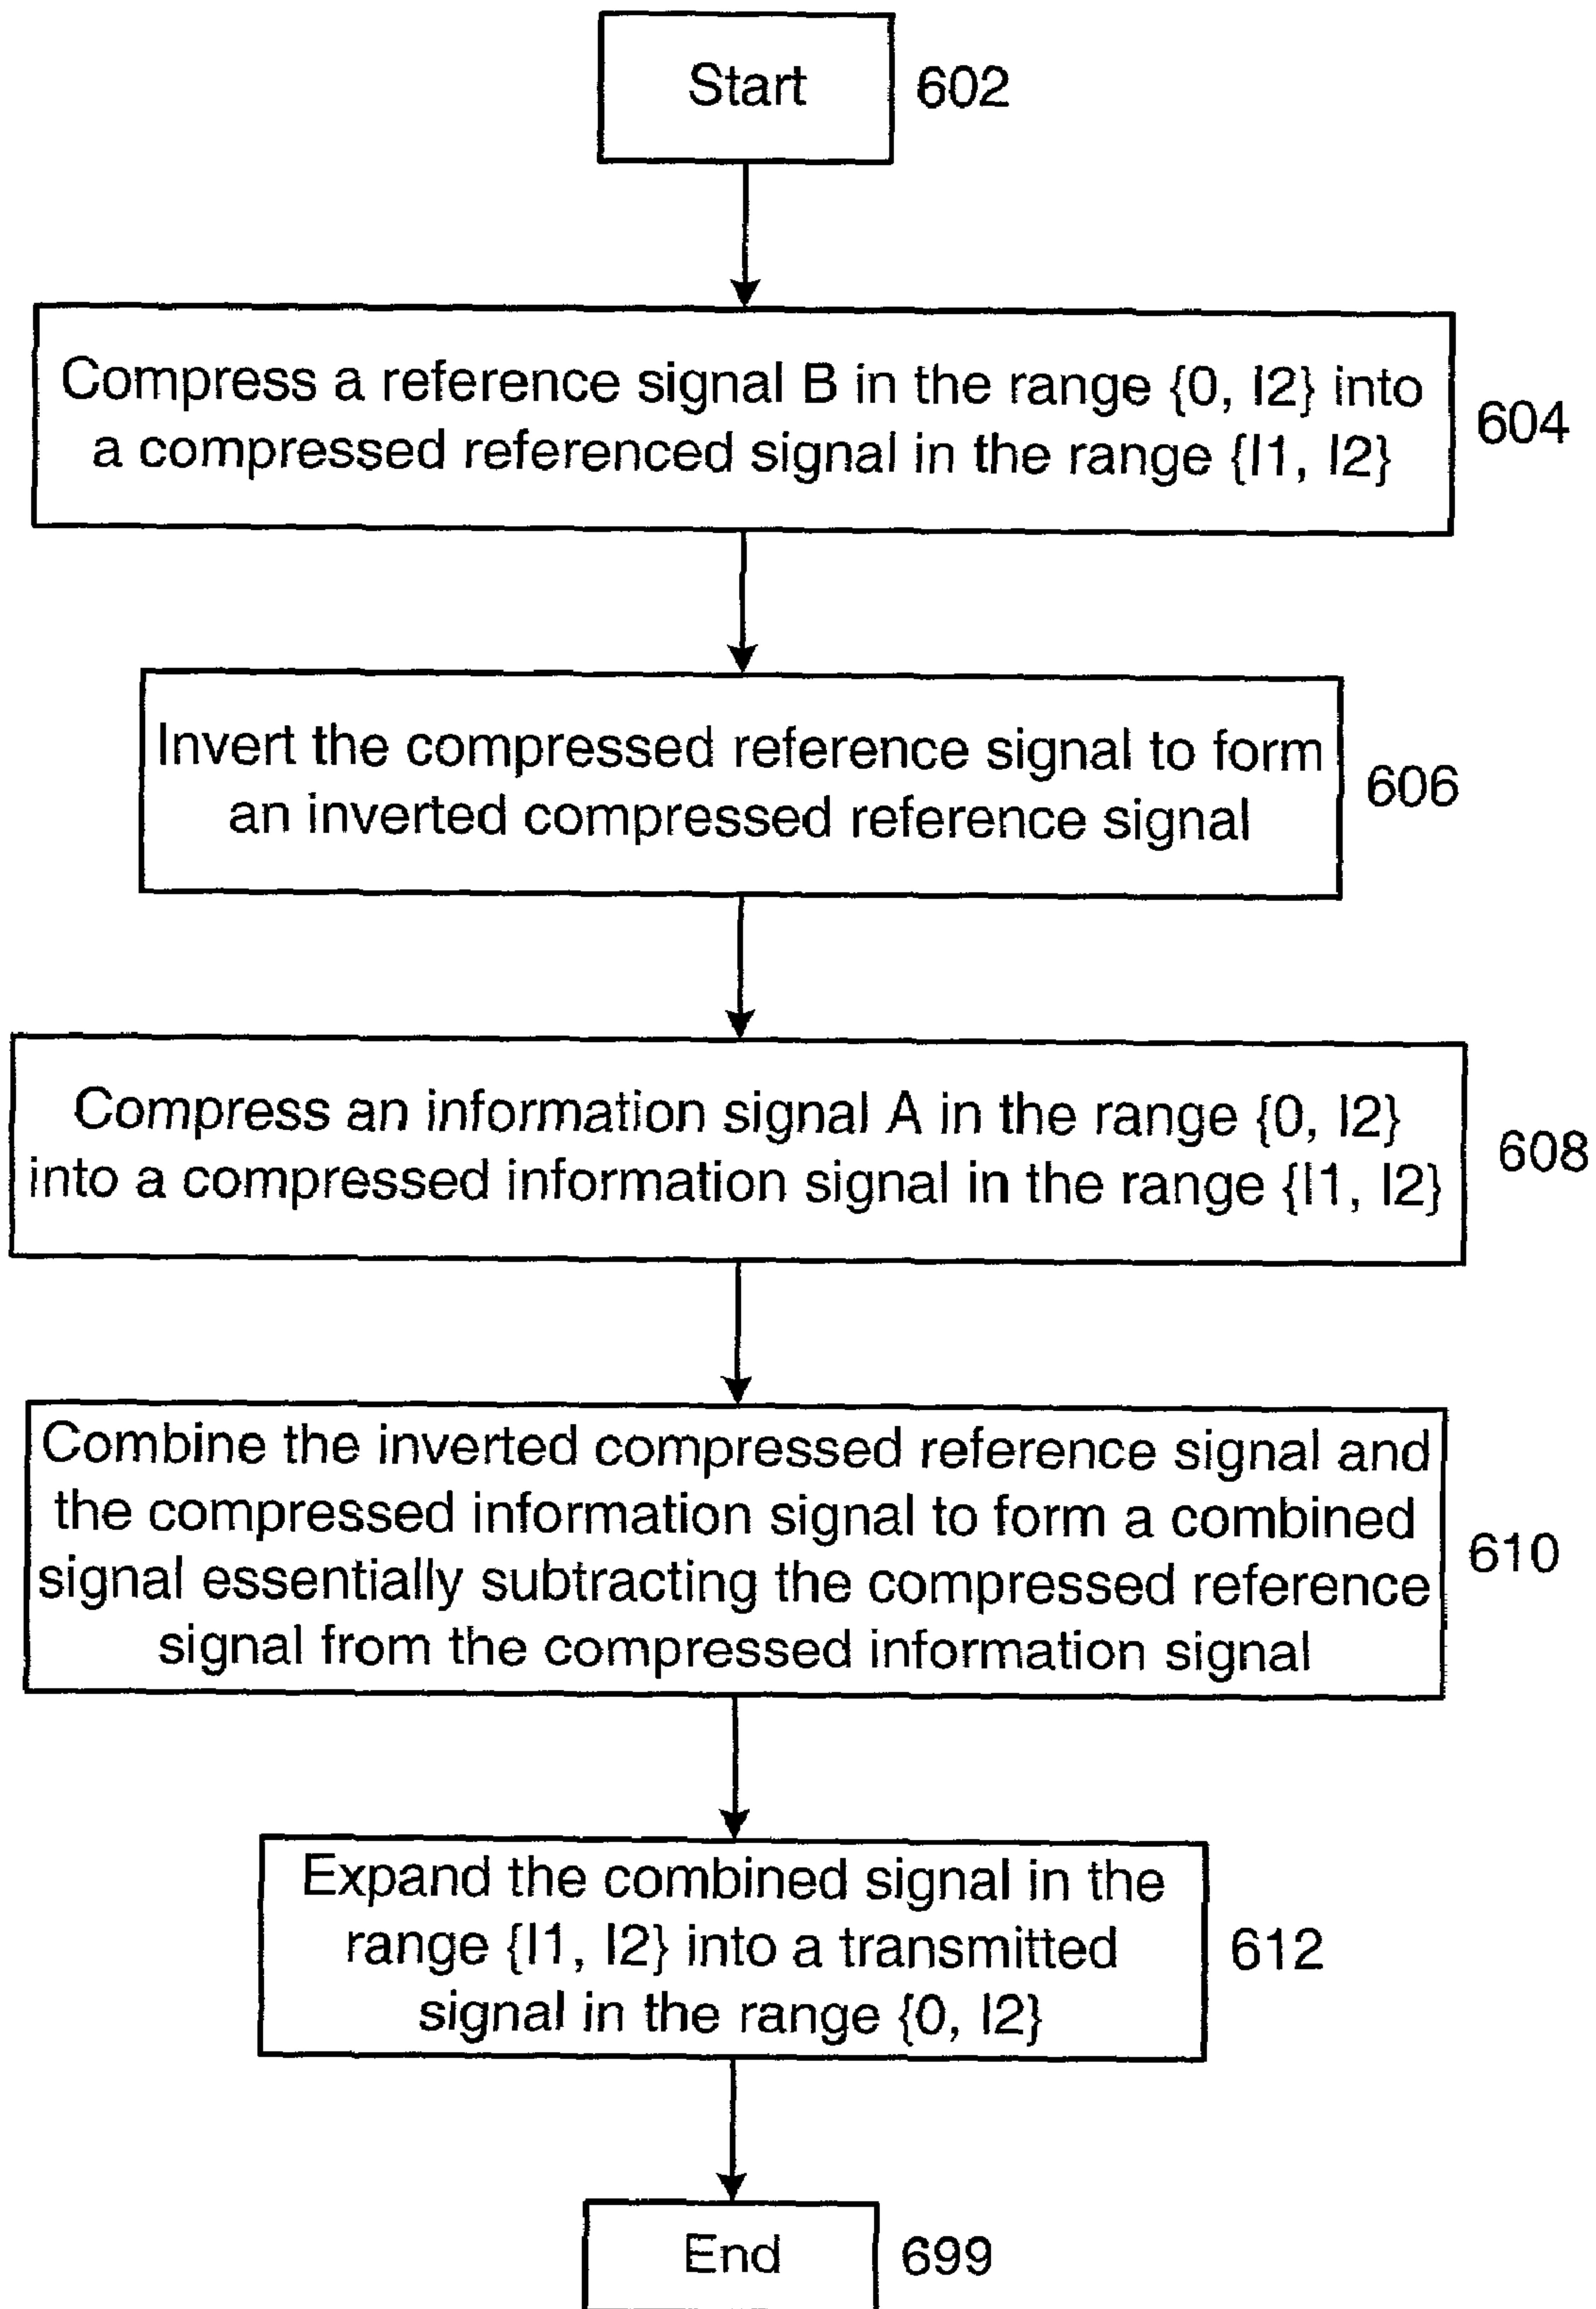 Start
602
Compress a reference signal B in the range {0, I2} into
a compressed referenced signal in the range {I1, I2}
604
Invert the compressed reference signal to form
an inverted compressed reference signal
606
Compress an information signal A in the range {0, I2}
into a compressed information signal in the range {I1, I2}
608
Combine the inverted compressed reference signal and
the compressed information signal to form a combined
signal essentially subtracting the compressed reference
signal from the compressed information signal
610
Expand the combined signal in the
range {I1, I2} into a transmitted
signal in the range {0, I2}
612
End
699